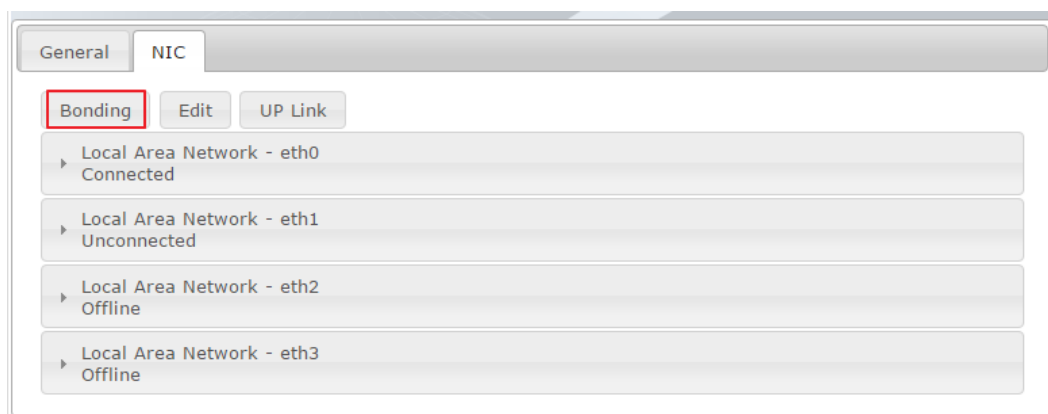 General NIC
Bonding Edit UP Link
Local Area Network - eth0
Connected
Local Area Network - eth1
Unconnected
Local Area Network - eth2
Offline
Local Area Network - eth3
Offline